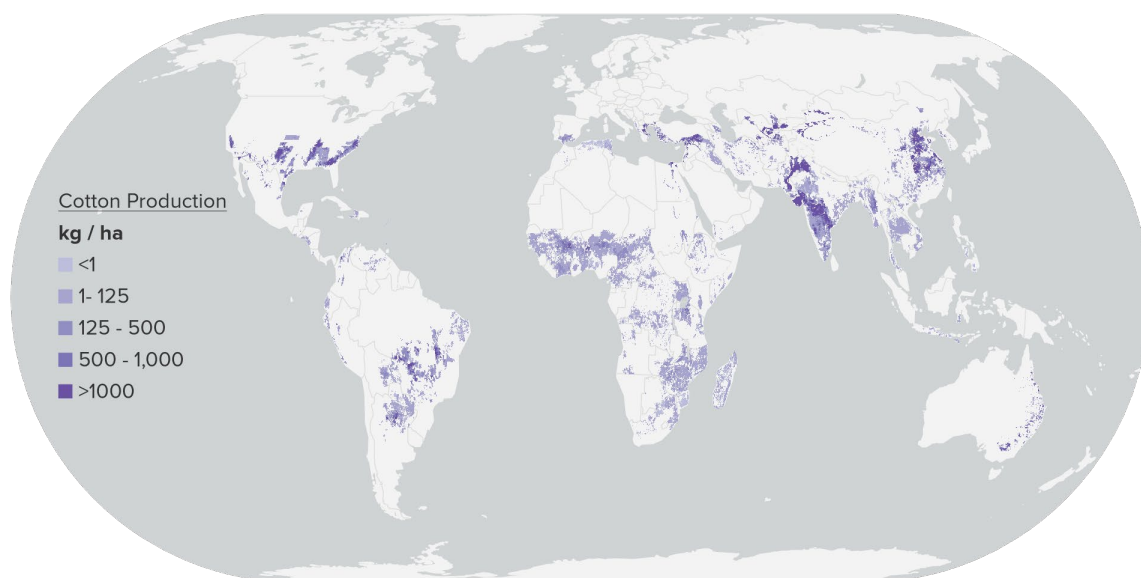 Cotton Production
kg / ha
<1
1- 125
125 - 500
500 - 1,000
>1000